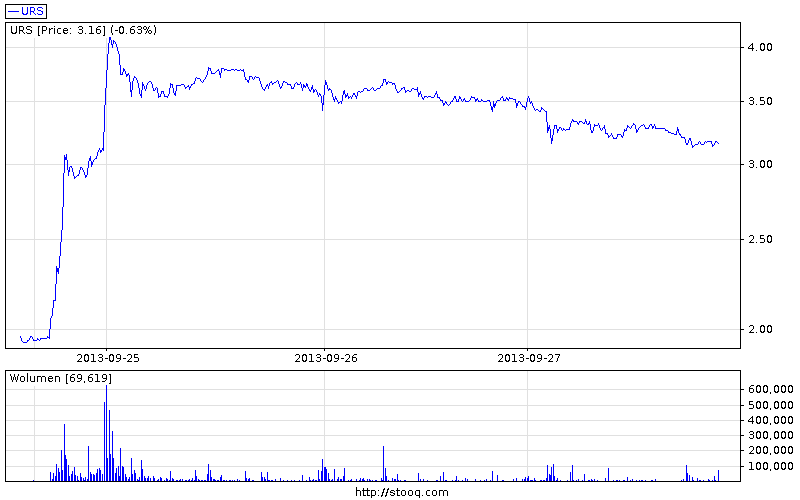 URS
URS [Price: 3.16] (-0.63%)
4.00
3.50
3.00
2.50
2.00
2013-09-25 2013-09-26 2013-09-27
Wolumen [69,619]
600,000
500,000
400,000
300,000
200,000
100,000
http://stooq.com